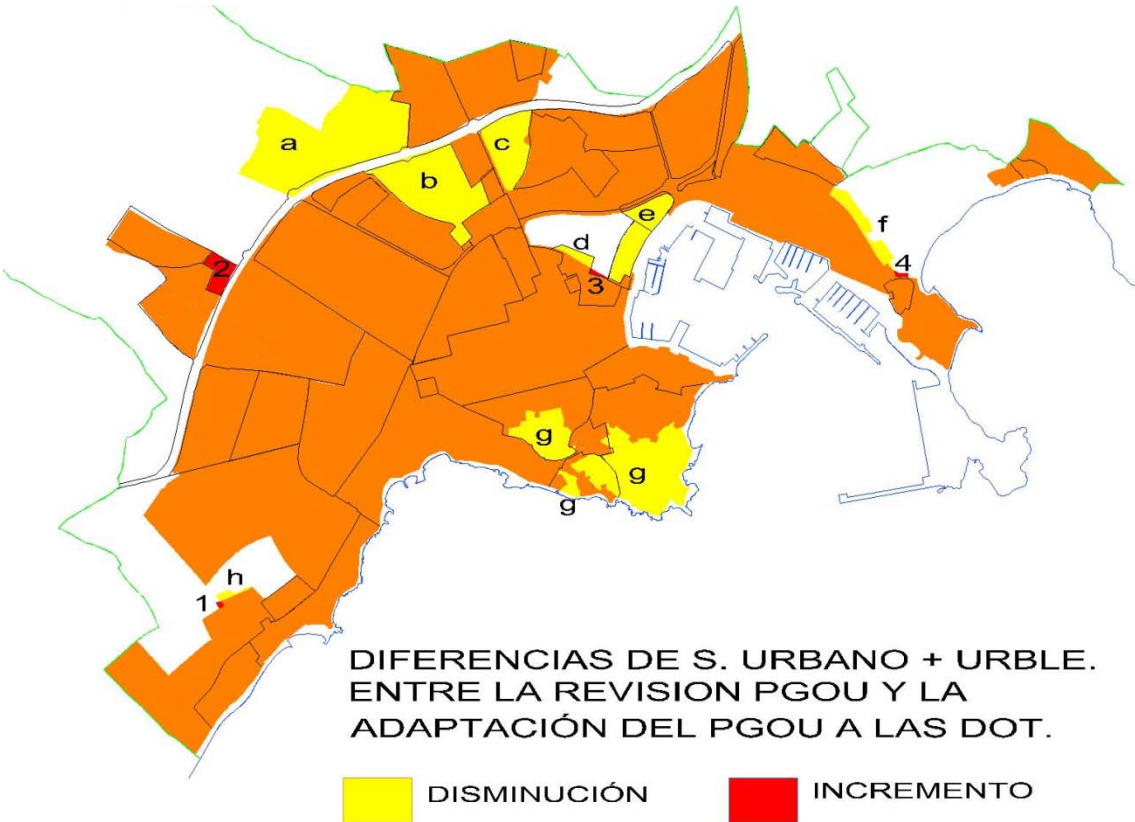 a
c
b
e
f
d
2
4
3
g
g
g
h
1
DIFERENCIAS DE S. URBANO + URBLE.
ENTRE LA REVISION PGOU Y LA
ADAPTACIÓN DEL PGOU A LAS DOT.
DISMINUCIÓN
INCREMENTO